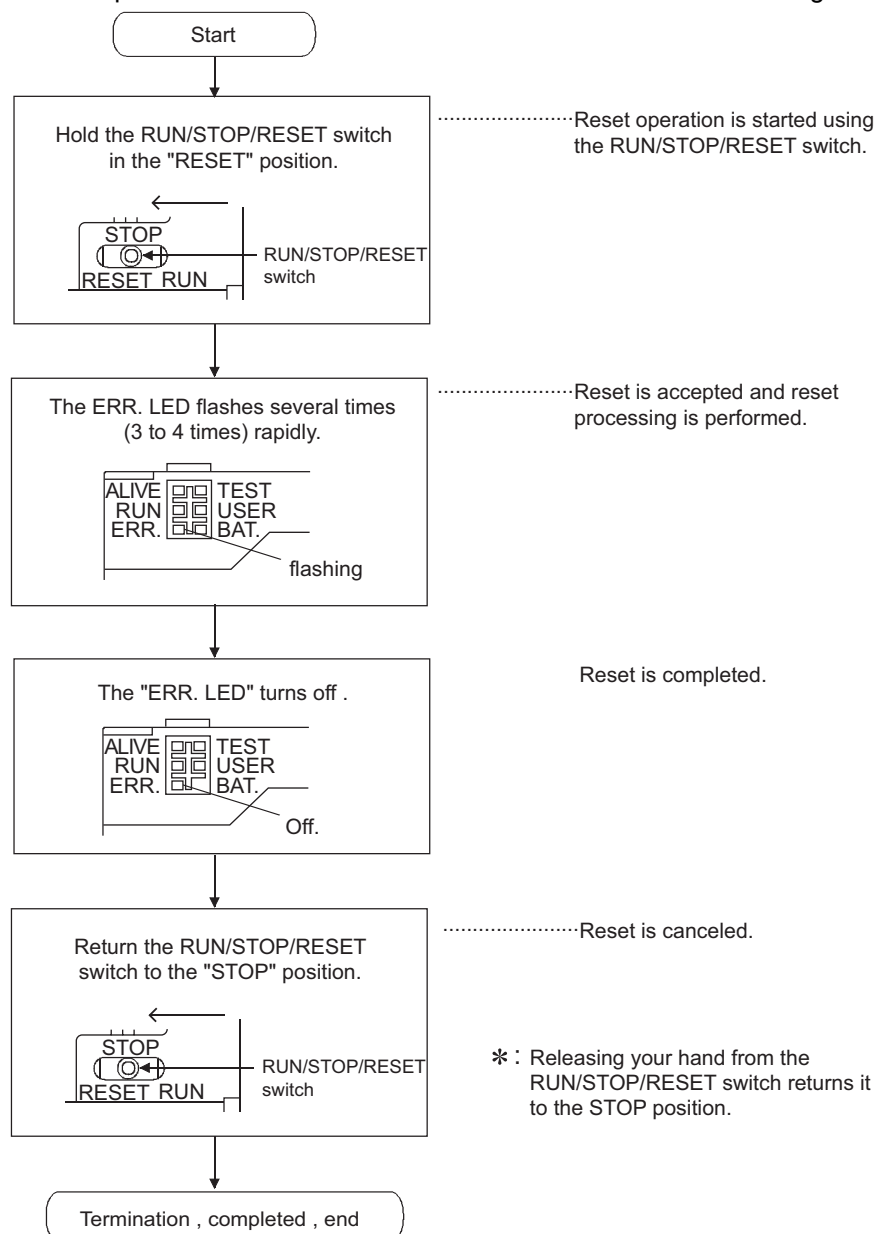 Start
Hold the RUN/STOP/RESET switch
in the "RESET" position.
STOP
RESET RUN
RUN/STOP/RESET
switch
Reset operation is started using
the RUN/STOP/RESET switch.
The ERR. LED flashes several times
(3 to 4 times) rapidly.
ALIVE TEST
RUN USER
ERR. BAT.
flashing
Reset is accepted and reset
processing is performed.
The "ERR. LED" turns off .
ALIVE TEST
RUN USER
ERR. BAT.
Off.
Reset is completed.
Return the RUN/STOP/RESET
switch to the "STOP" position.
STOP
RESET RUN
RUN/STOP/RESET
switch
Reset is canceled.
*: Releasing your hand from the
RUN/STOP/RESET switch returns it
to the STOP position.
Termination , completed , end